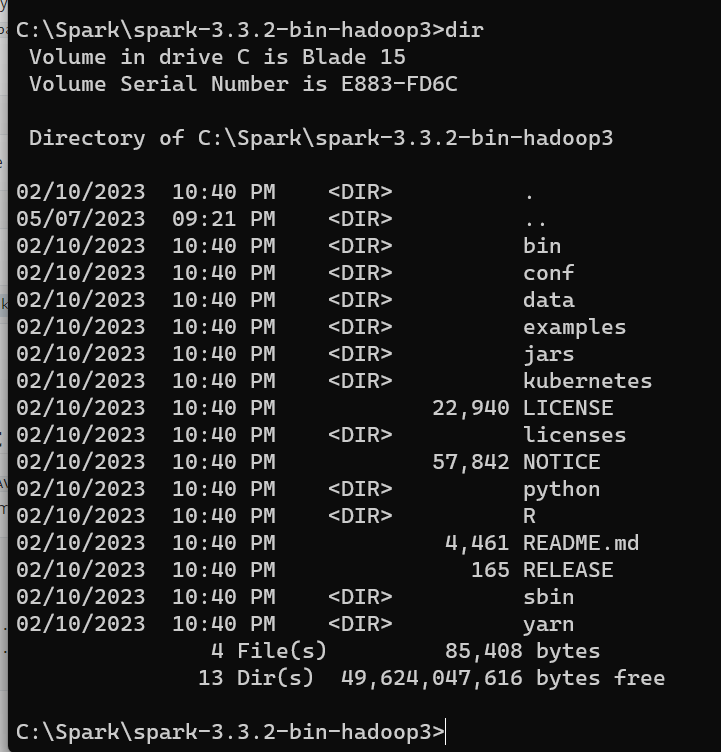 C:\Spark\spark-3.3.2-bin-hadoop3>dir
 Volume in drive C is Blade 15
 Volume Serial Number is E883-FD6C

 Directory of C:\Spark\spark-3.3.2-bin-hadoop3

02/10/2023  10:40 PM    <DIR>          .
05/07/2023  09:21 PM    <DIR>          ..
02/10/2023  10:40 PM    <DIR>          bin
02/10/2023  10:40 PM    <DIR>          conf
02/10/2023  10:40 PM    <DIR>          data
02/10/2023  10:40 PM    <DIR>          examples
02/10/2023  10:40 PM    <DIR>          jars
02/10/2023  10:40 PM    <DIR>          kubernetes
02/10/2023  10:40 PM            22,940 LICENSE
02/10/2023  10:40 PM    <DIR>          licenses
02/10/2023  10:40 PM            57,842 NOTICE
02/10/2023  10:40 PM    <DIR>          python
02/10/2023  10:40 PM    <DIR>          R
02/10/2023  10:40 PM             4,461 README.md
02/10/2023  10:40 PM               165 RELEASE
02/10/2023  10:40 PM    <DIR>          sbin
02/10/2023  10:40 PM    <DIR>          yarn
               4 File(s)         85,408 bytes
              13 Dir(s)  49,624,047,616 bytes free

C:\Spark\spark-3.3.2-bin-hadoop3>